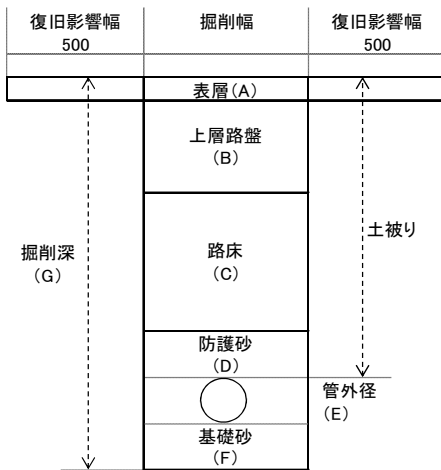 復旧影響幅
500
掘削幅
復旧影響幅
500
表層(A)
上層路盤
(B)
掘削深
(G)
路床
(C)
土被り
防護砂
(D)
管外径
(E)
基礎砂
(F)